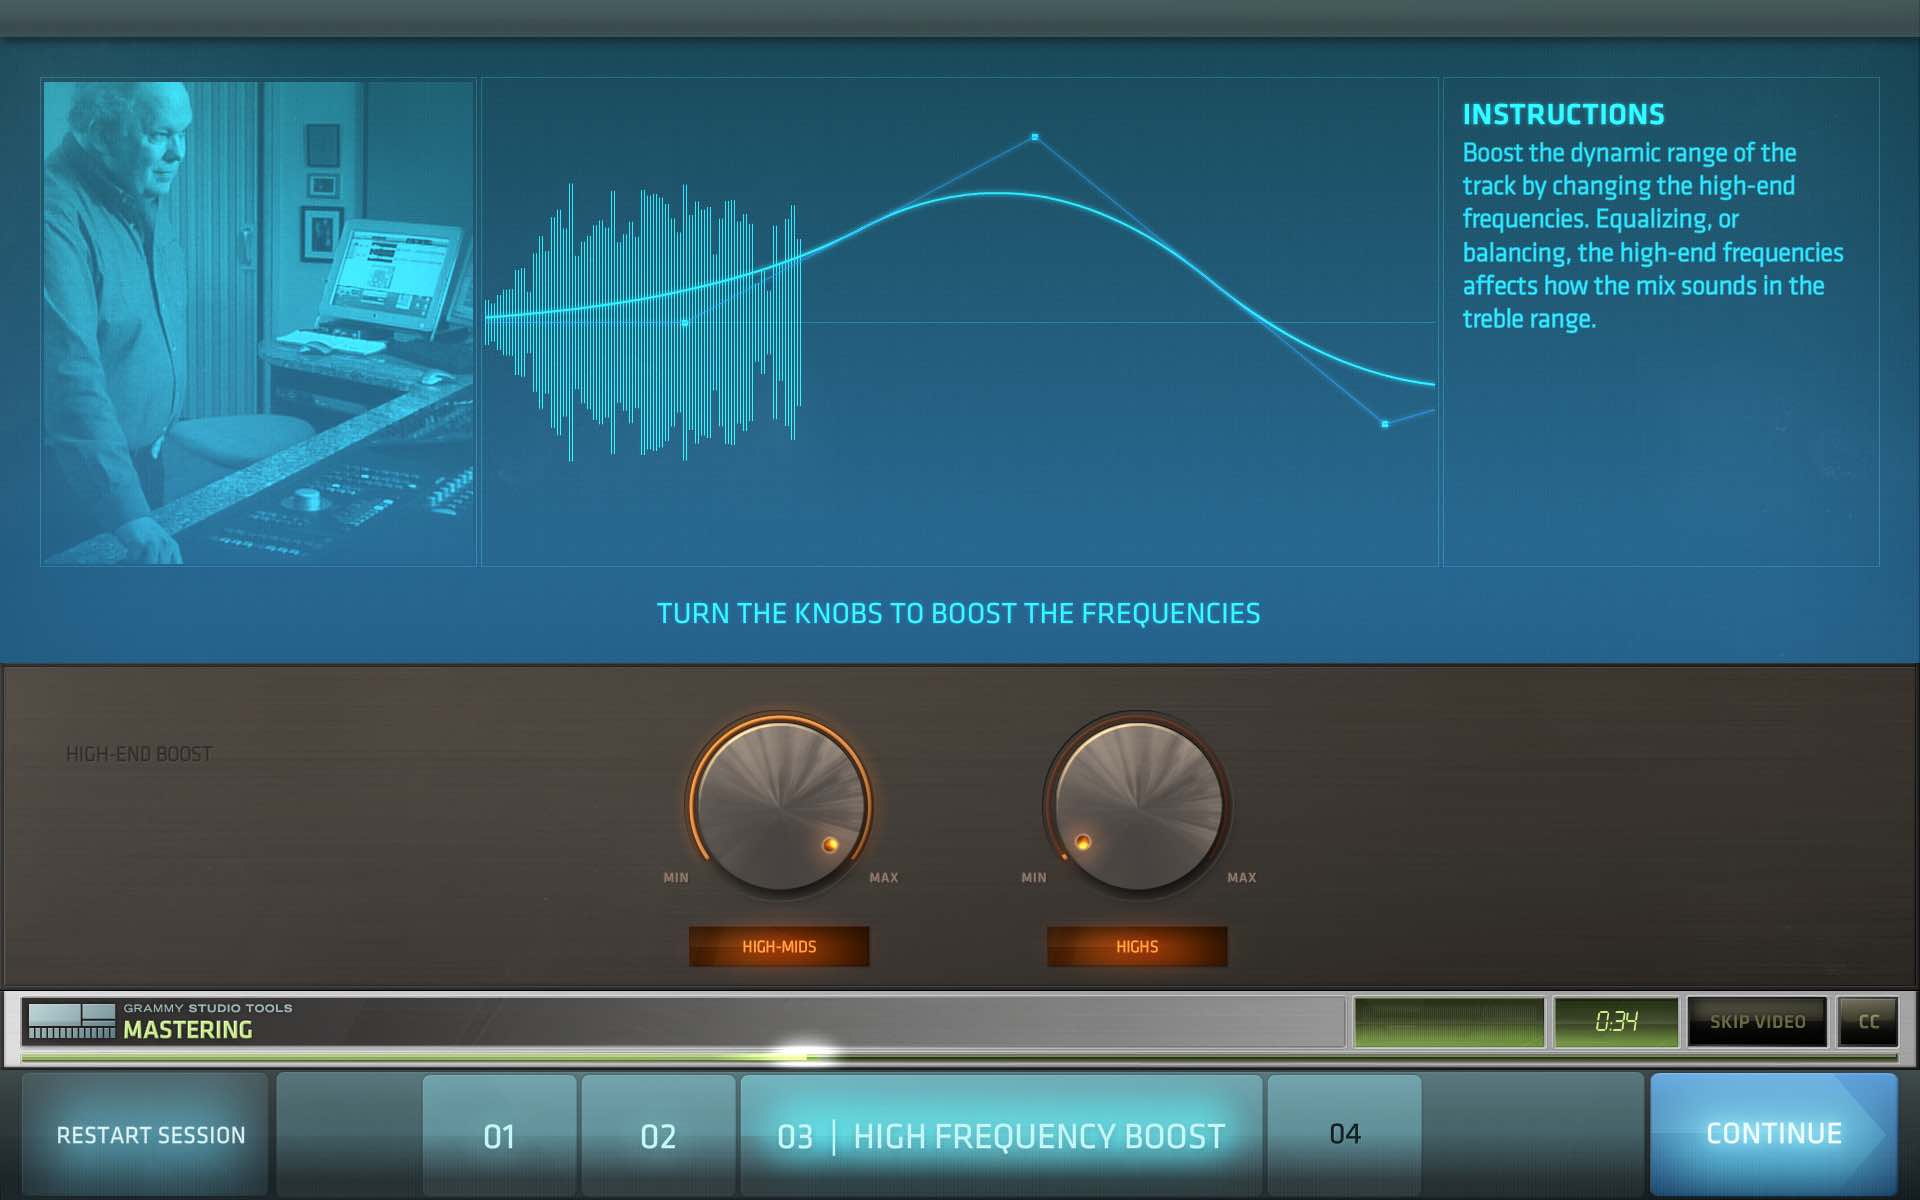 INSTRUCTIONS
Boost the dynamic range of the
track by changing the high-end
frequencies. Equalizing, or
balancing, the high-end frequencies
affects how the mix sounds in the
treble range.
TURN THE KNOBS TO BOOST THE FREQUENCIES
HIGH-END BOOST
MIN
MAX
MIN
MAX
HIGH-MIDS
HIGHS
GRAMMY STUDIO TOOLS
MASTERING
0:34
SKIP VIDEO
CC
RESTART SESSION
01
02
03 | HIGH FREQUENCY BOOST
04
CONTINUE